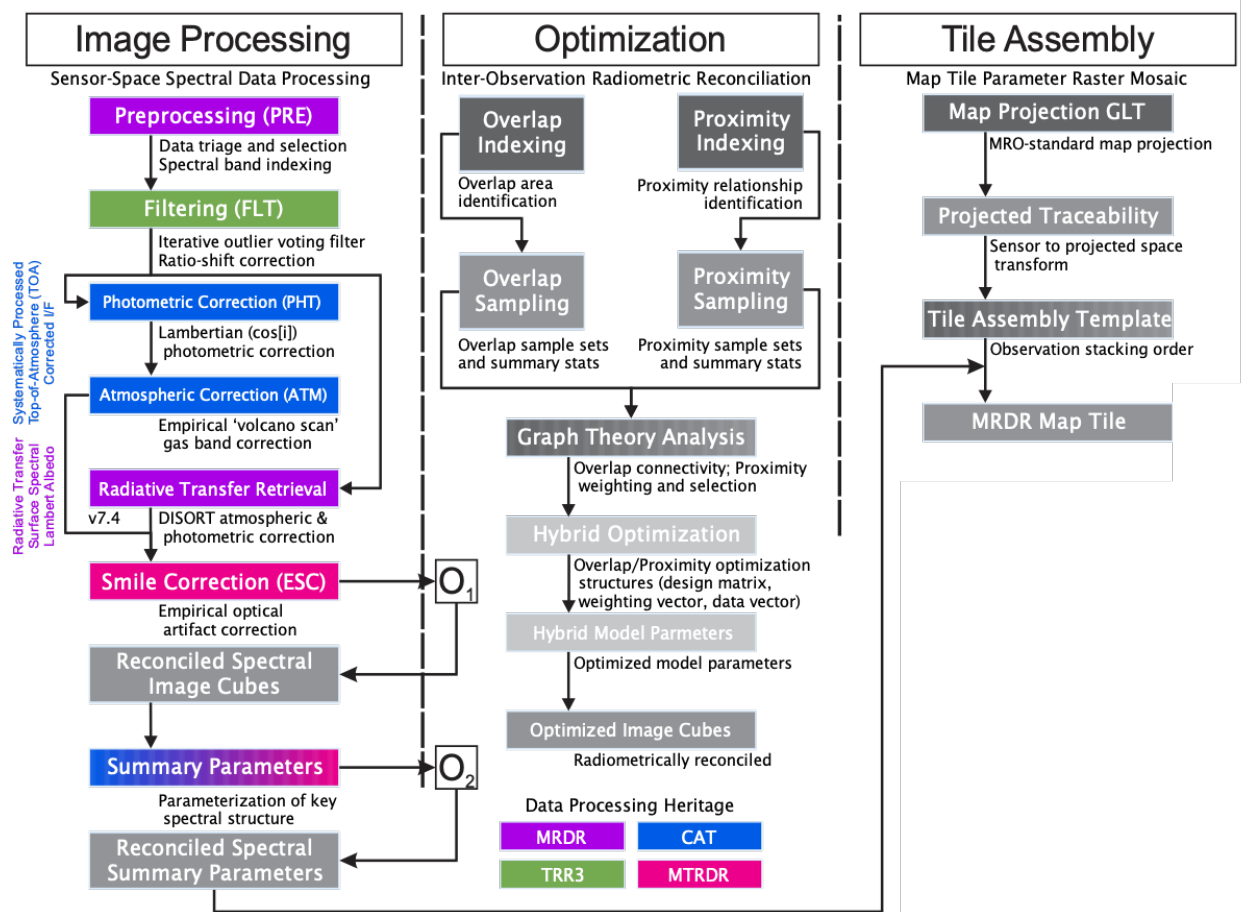 Image Processing
Sensor-Space Spectral Data Processing
Preprocessing (PRE)
Data triage and selection
Spectral band indexing
Filtering (FLT)
Iterative outlier voting filter
Ratio-shift correction
Systematically Processed
Top-of-Atmosphere (TOA)
Corrected I/F
Photometric Correction (PHT)
Lambertian (cos[i])
photometric correction
Atmospheric Correction (ATM)
Empirical ‘volcano scan’
gas band correction
Radiative Transfer
Surface Spectral
Lambert Albedo
Radiative Transfer Retrieval
v7.4
DISORT atmospheric &
photometric correction
Smile Correction (ESC)
Empirical optical
artifact correction
O1
Reconciled Spectral
Image Cubes
Summary Parameters
Parameterization of key
spectral structure
O2
Reconciled Spectral
Summary Parameters
Optimization
Inter-Observation Radiometric Reconciliation
Overlap
Indexing
Overlap area
identification
Proximity
Indexing
Proximity relationship
identification
Overlap
Sampling
Overlap sample sets
and summary stats
Proximity
Sampling
Proximity sample sets
and summary stats
Graph Theory Analysis
Overlap connectivity; Proximity
weighting and selection
Hybrid Optimization
Overlap/Proximity optimization
structures (design matrix,
weighting vector, data vector)
Hybrid Model Parmeters
Optimized model parameters
Optimized Image Cubes
Radiometrically reconciled
Data Processing Heritage
MRDR
CAT
TRR3
MTRDR
Tile Assembly
Map Tile Parameter Raster Mosaic
Map Projection GLT
MRO-standard map projection
Projected Traceability
Sensor to projected space
transform
Tile Assembly Template
Observation stacking order
MRDR Map Tile